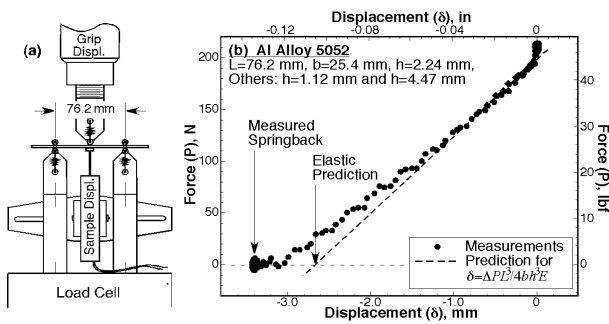 (a)
Grip
Displ.
76.2 mm
Sample Displ.
Load Cell
Displacement (δ), in
-0.12
-0.08
-0.04
0
(b) Al Alloy 5052
L=76.2 mm, b=25.4 mm, h=2.24 mm,
Others: h=1.12 mm and h=4.47 mm
Measured
Springback
Elastic
Prediction
Force (P), N
200
150
100
50
0
Force (P), lbf
40
30
20
10
0
Measurements
Prediction for
δ=ΔPL³/4bh³E
-3.0
-2.0
-1.0
0
Displacement (δ), mm